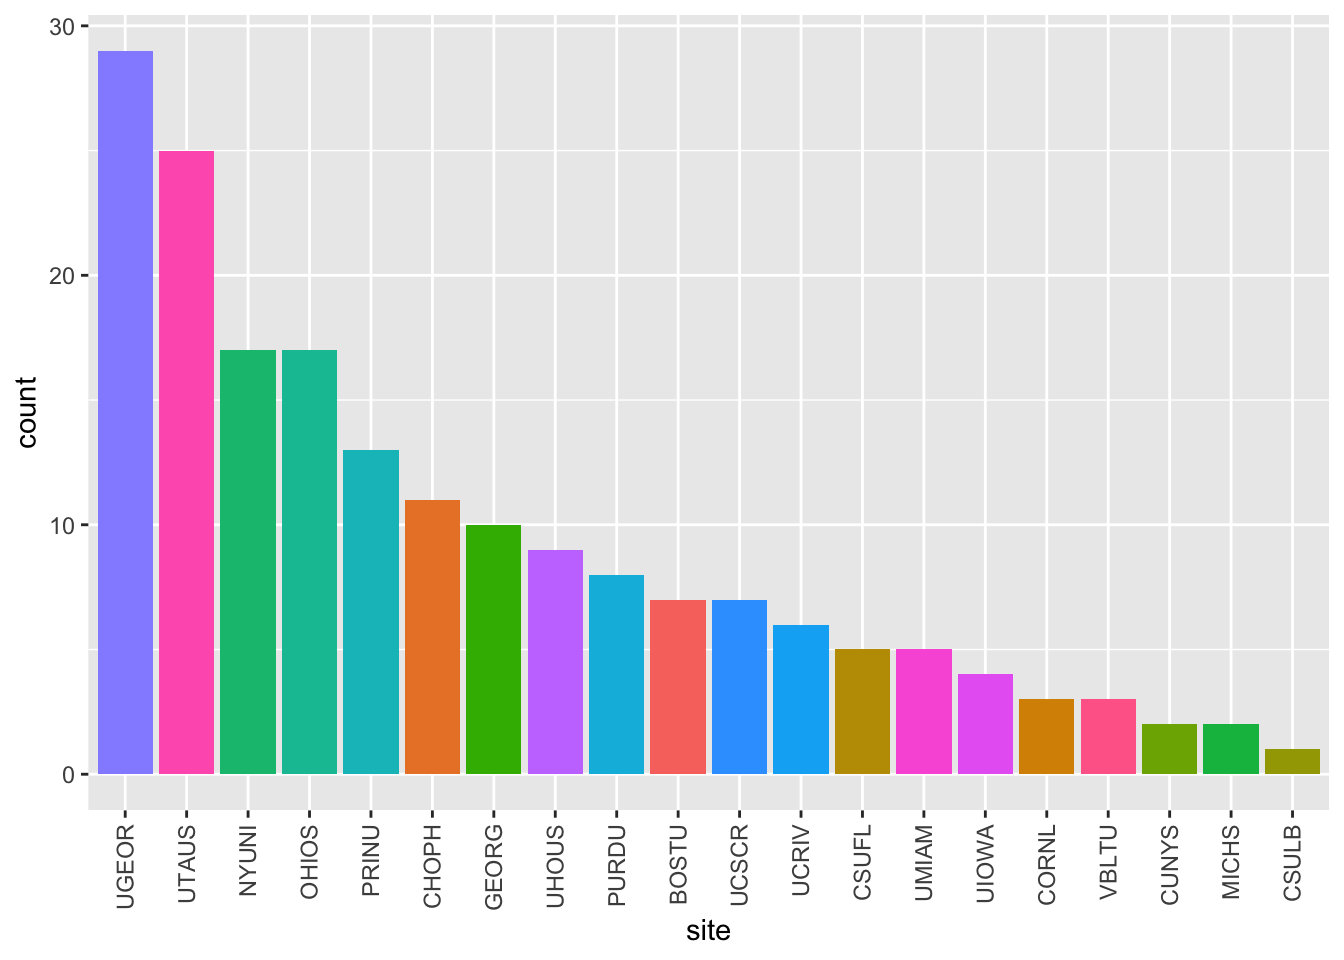 30
20
10
0
count
UGEOR
UTAUS
NYUNI
OHIOS
PRINU
CHOPH
GEORG
UHOUS
PURDU
BOSTU
UCSCR
UCRIV
CSUFL
UMIAM
UIOWA
CORNL
VBLTU
CUNYS
MICHS
CSULB
site